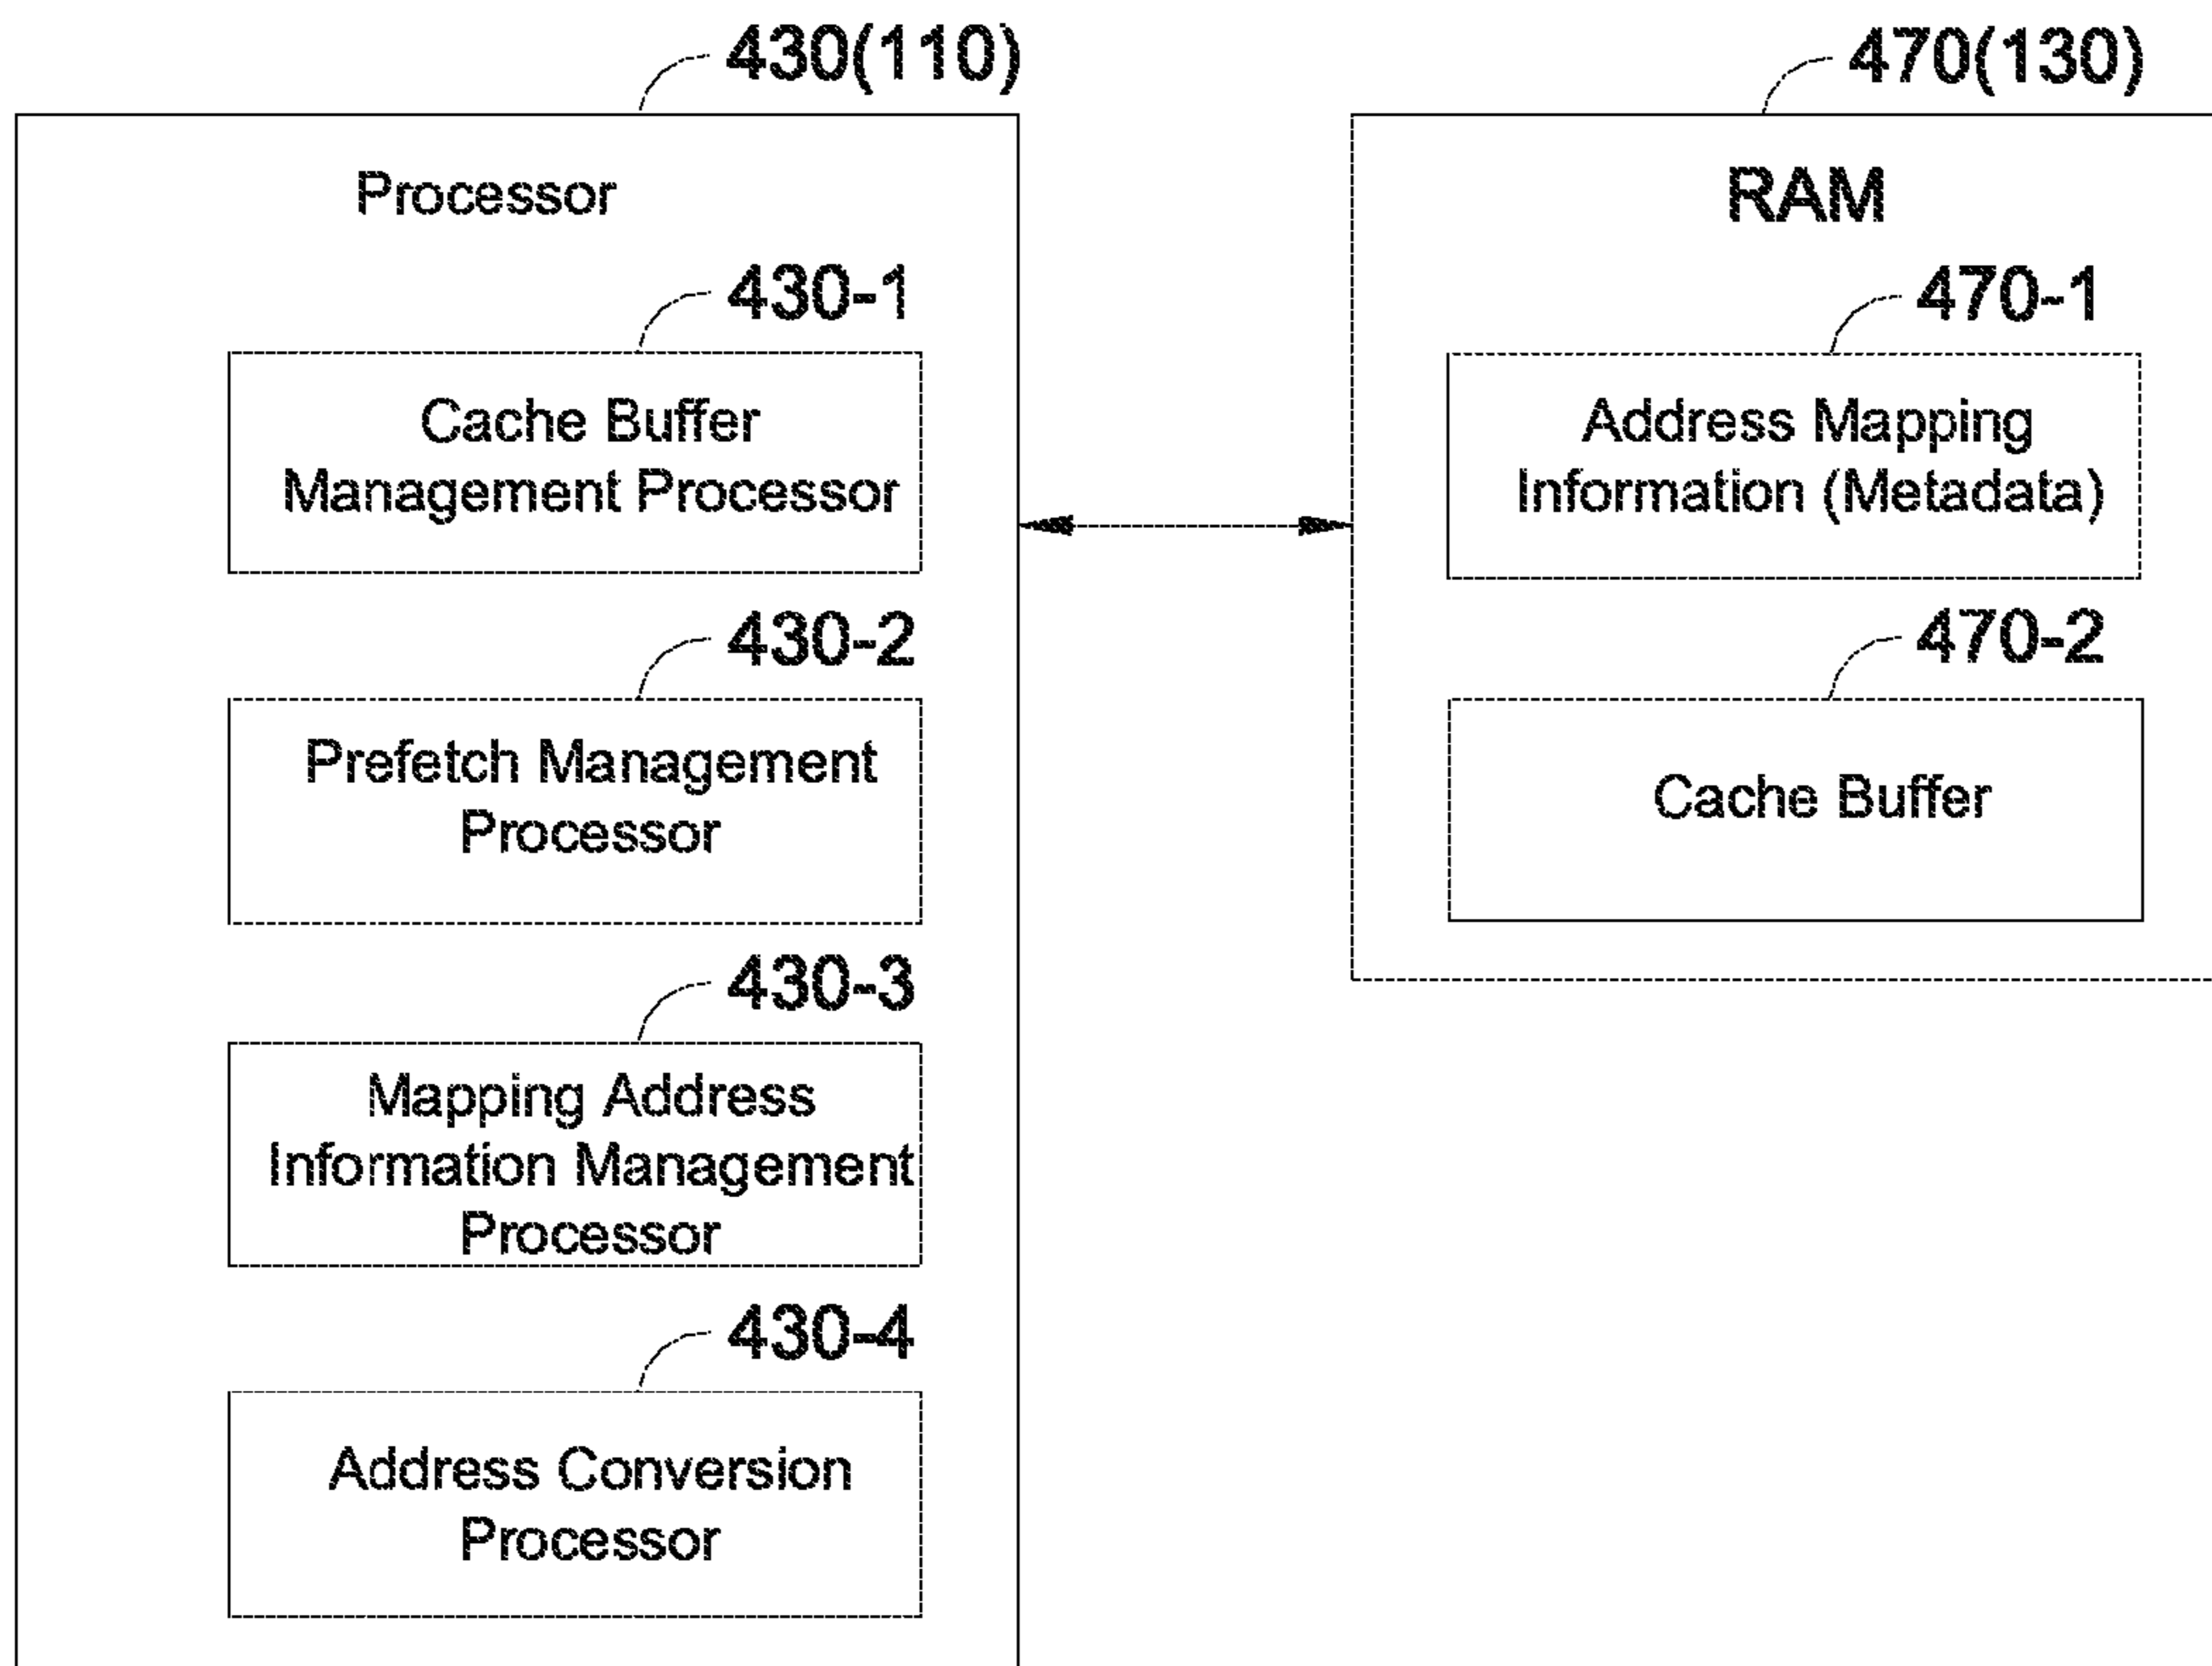 430(110)
Processor
430-1
Cache Buffer
Management Processor
430-2
Prefetch Management
Processor
430-3
Mapping Address
Information Management
Processor
430-4
Address Conversion
Processor
470(130)
RAM
470-1
Address Mapping
Information (Metadata)
470-2
Cache Buffer